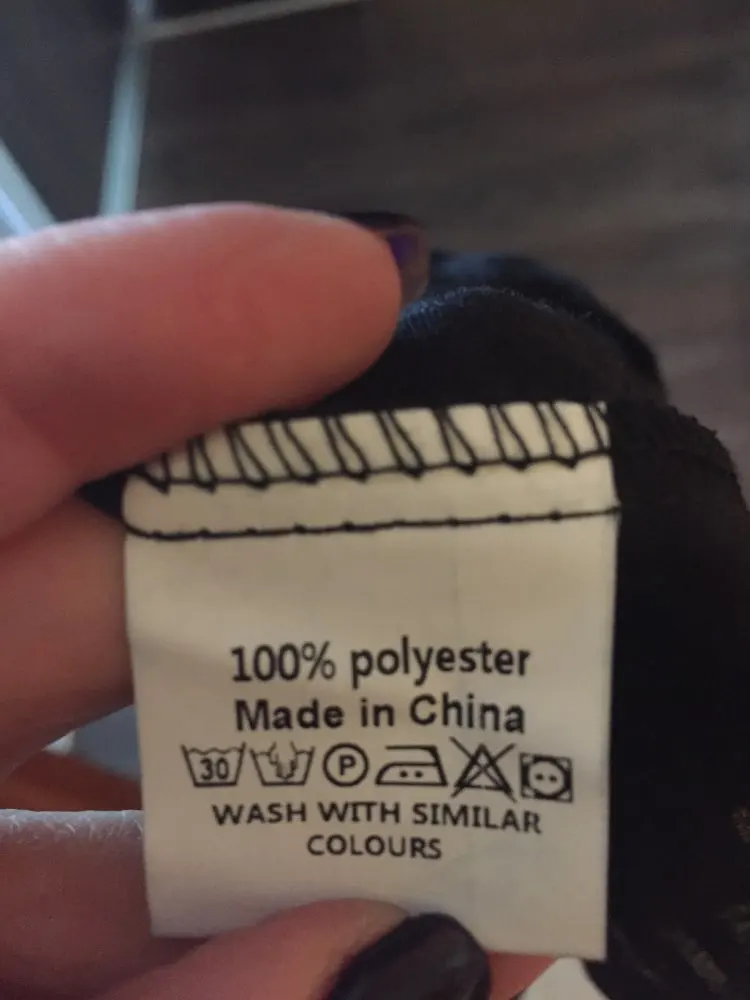 100% polyester
Made in China
30 P
WASH WITH SIMILAR
COLOURS